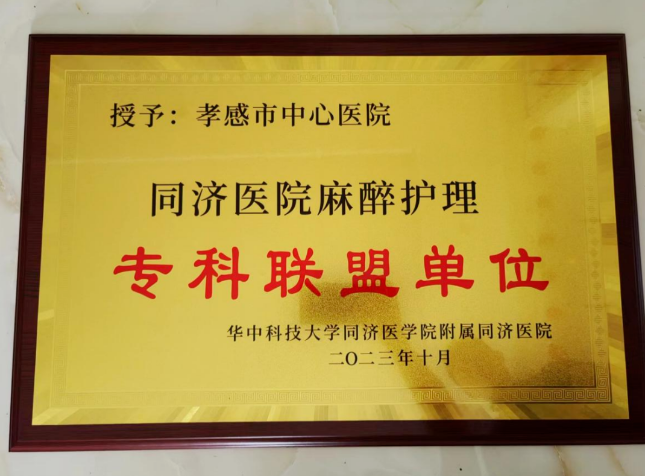 授予：孝感市中心医院
同济医院麻醉护理
专科联盟单位
华中科技大学同济医学院附属同济医院
二〇二三年十月